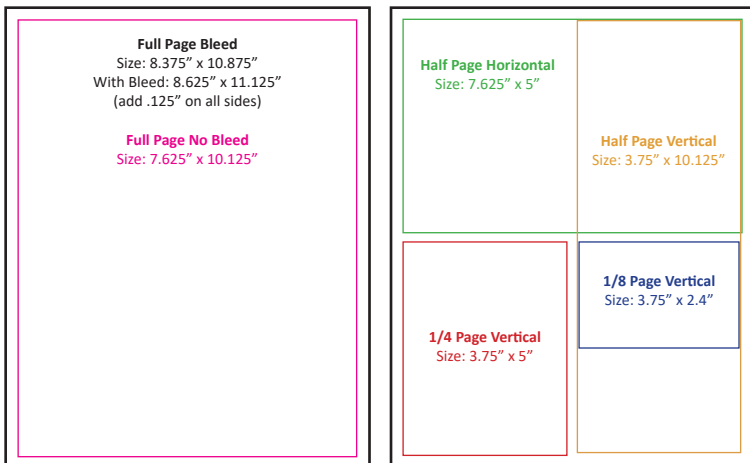 Full Page Bleed
Size: 8.375” x 10.875”
With Bleed: 8.625” x 11.125”
(add .125” on all sides)
Full Page No Bleed
Size: 7.625” x 10.125”
Half Page Horizontal
Size: 7.625” x 5”
Half Page Vertical
Size: 3.75” x 10.125”
1/4 Page Vertical
Size: 3.75” x 5”
1/8 Page Vertical
Size: 3.75” x 2.4”